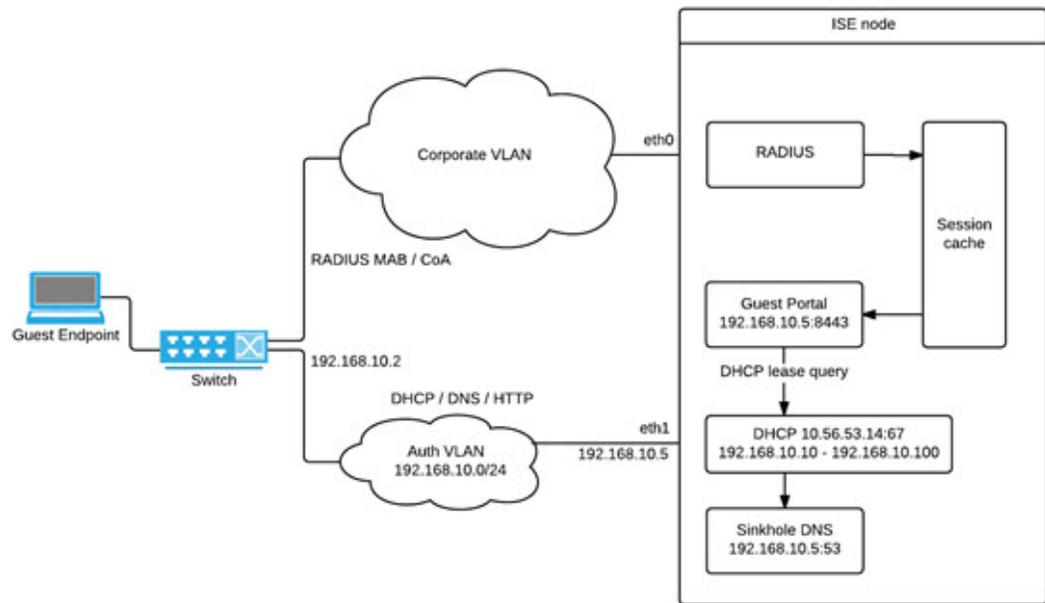 ISE node
Corporate VLAN
eth0
RADIUS
Session
cache
RADIUS MAB / CoA
Guest Endpoint
Switch
192.168.10.2
Guest Portal
192.168.10.5:8443
DHCP lease query
DHCP / DNS / HTTP
eth1
192.168.10.5
Auth VLAN
192.168.10.0/24
DHCP 10.56.53.14:67
192.168.10.10 - 192.168.10.100
Sinkhole DNS
192.168.10.5:53